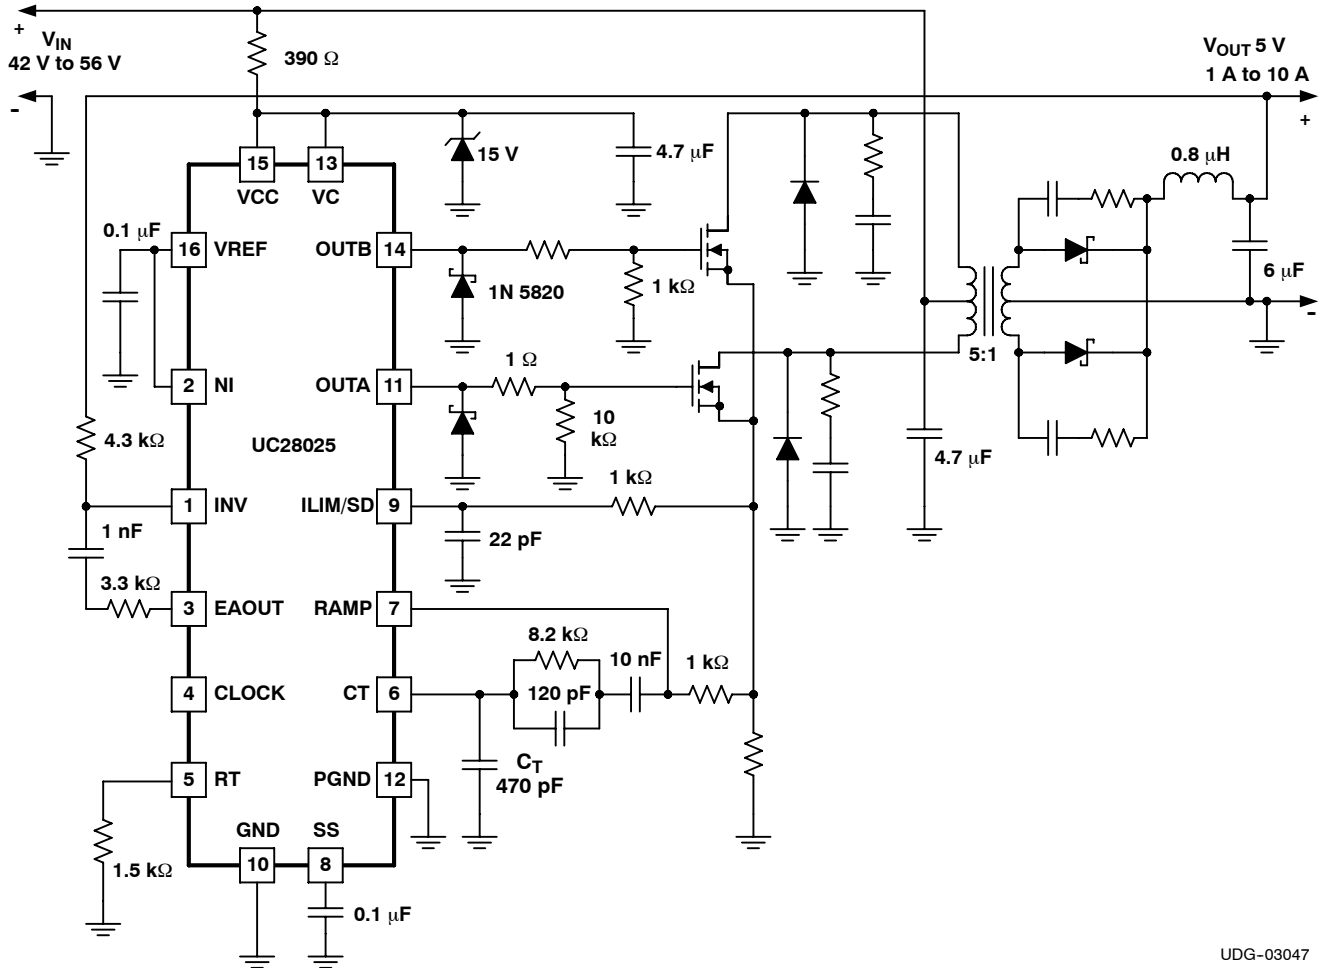 +
V_IN
42 V to 56 V
-
390 Ω
V_OUT 5 V
1 A to 10 A
+
15
13
VCC
VC
15 V
4.7 μF
0.8 μH
0.1 μF
16
VREF
OUTB
14
1N 5820
1 kΩ
6 μF
-
5:1
2
NI
OUTA
11
1 Ω
10
kΩ
4.3 kΩ
UC28025
4.7 μF
1
INV
ILIM/SD
9
1 kΩ
1 nF
22 pF
3.3 kΩ
3
EAOUT
RAMP
7
8.2 kΩ
10 nF
1 kΩ
4
CLOCK
CT
6
120 pF
C_T
470 pF
5
RT
PGND
12
GND
SS
10
8
1.5 kΩ
0.1 μF
UDG-03047